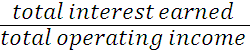 total interest earned
total operating income